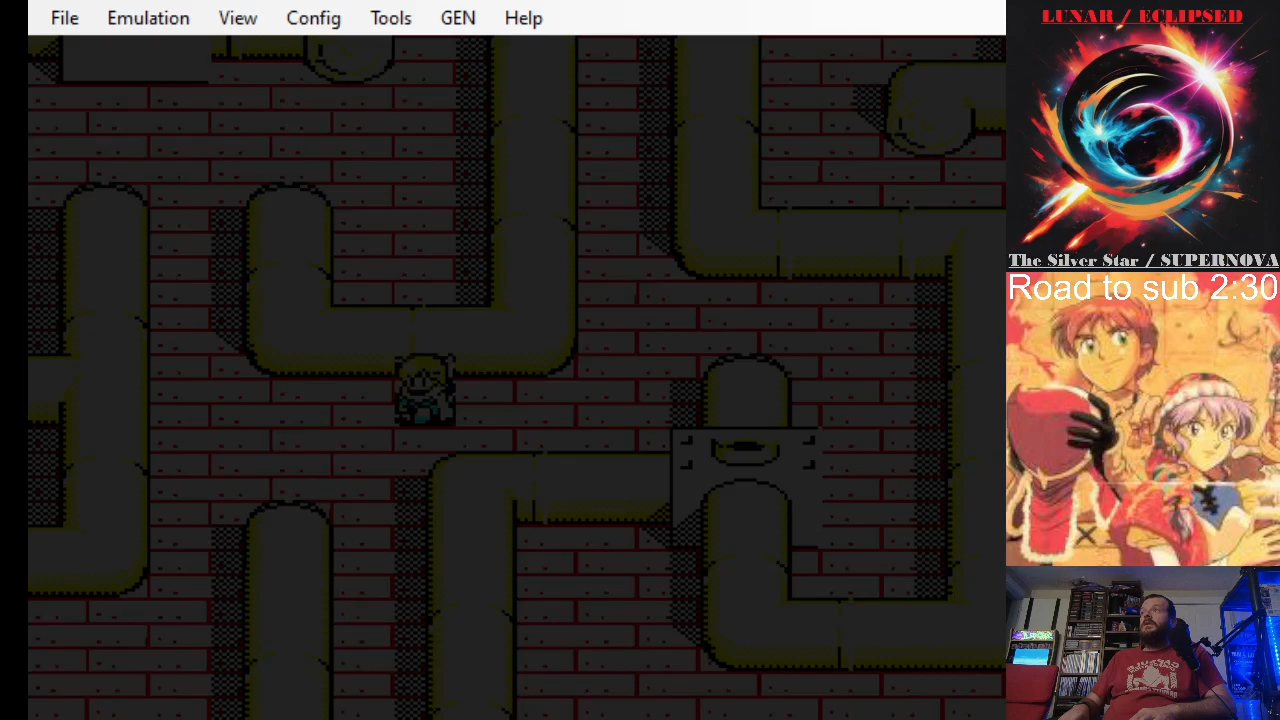 File Emulation View Config Tools GEN Help
LUNAR / ECLIPSED
The Silver Star / SUPERNOVA
Road to sub 2:30